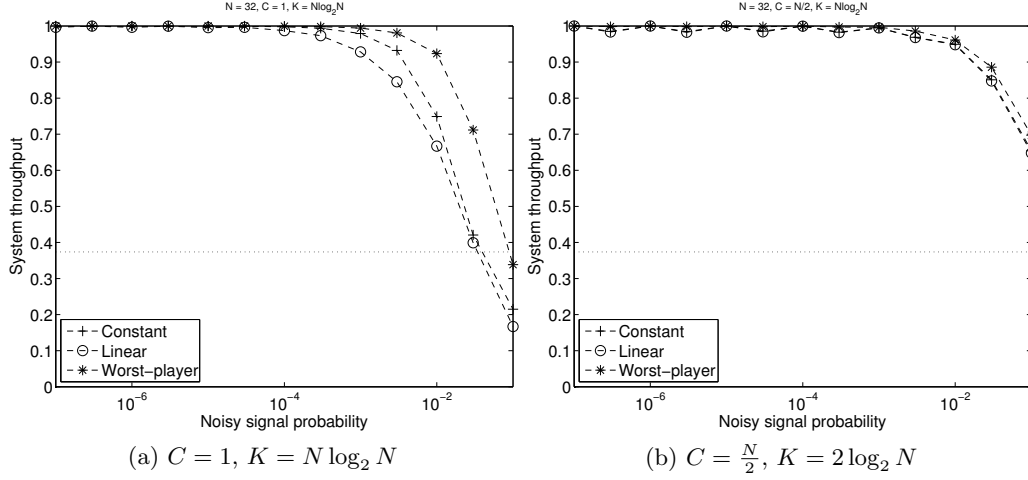 N = 32, C = 1, K = Nlog₂N
System throughput
1
0.9
0.8
0.7
0.6
0.5
0.4
0.3
0.2
0.1
0
Constant
Linear
Worst−player
10⁻⁶
10⁻⁴
10⁻²
Noisy signal probability
(a) C = 1, K = N log₂ N
N = 32, C = N/2, K = Nlog₂N
System throughput
1
0.9
0.8
0.7
0.6
0.5
0.4
0.3
0.2
0.1
0
Constant
Linear
Worst−player
10⁻⁶
10⁻⁴
10⁻²
Noisy signal probability
(b) C = N/2, K = 2 log₂ N